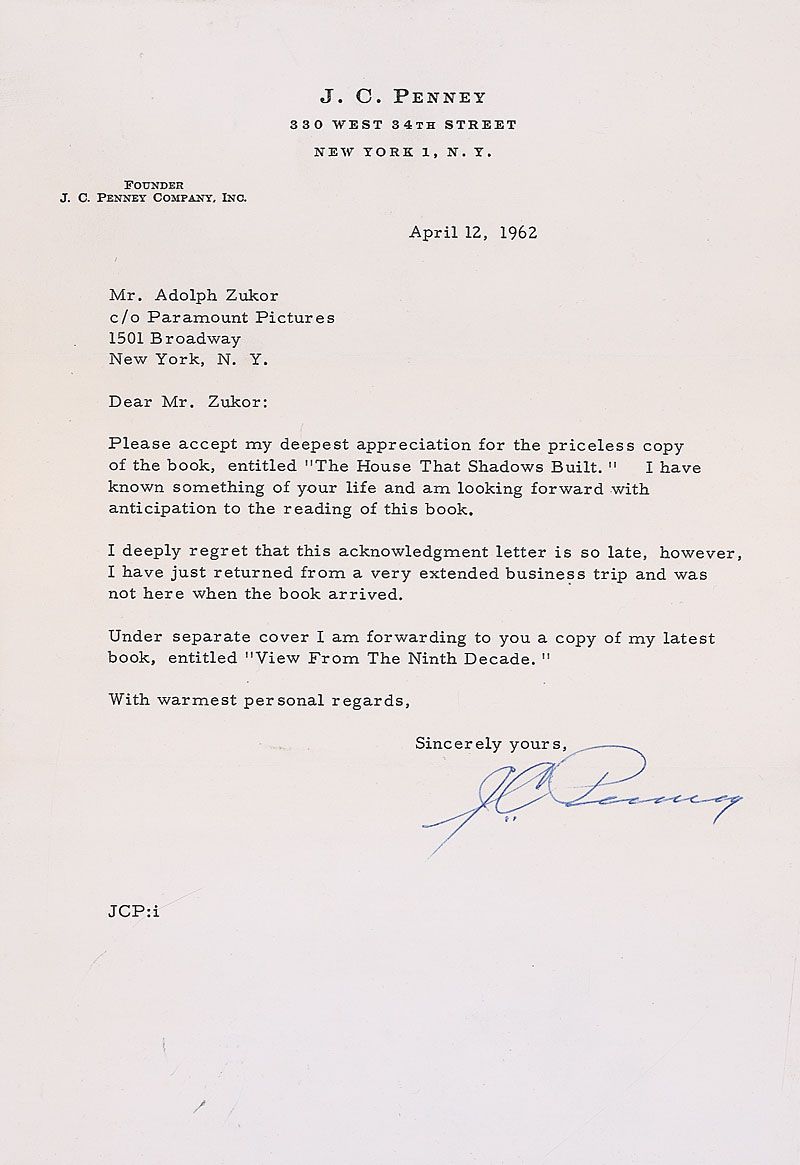 J. C. Penney
330 West 34th Street
New York 1, N. Y.
Founder
J. C. Penney Company, Inc.
April 12, 1962
Mr. Adolph Zukor
c/o Paramount Pictures
1501 Broadway
New York, N. Y.
Dear Mr. Zukor:
Please accept my deepest appreciation for the priceless copy
of the book, entitled "The House That Shadows Built." I have
known something of your life and am looking forward with
anticipation to the reading of this book.
I deeply regret that this acknowledgment letter is so late, however,
I have just returned from a very extended business trip and was
not here when the book arrived.
Under separate cover I am forwarding to you a copy of my latest
book, entitled "View From The Ninth Decade."
With warmest personal regards,
Sincerely yours,
J C Penney
JCP:i